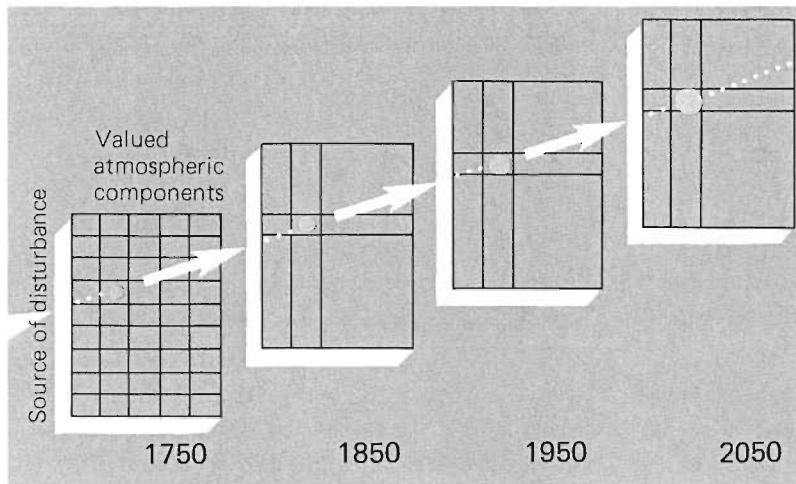 Valued
atmospheric
components
Source of disturbance
1750
1850
1950
2050